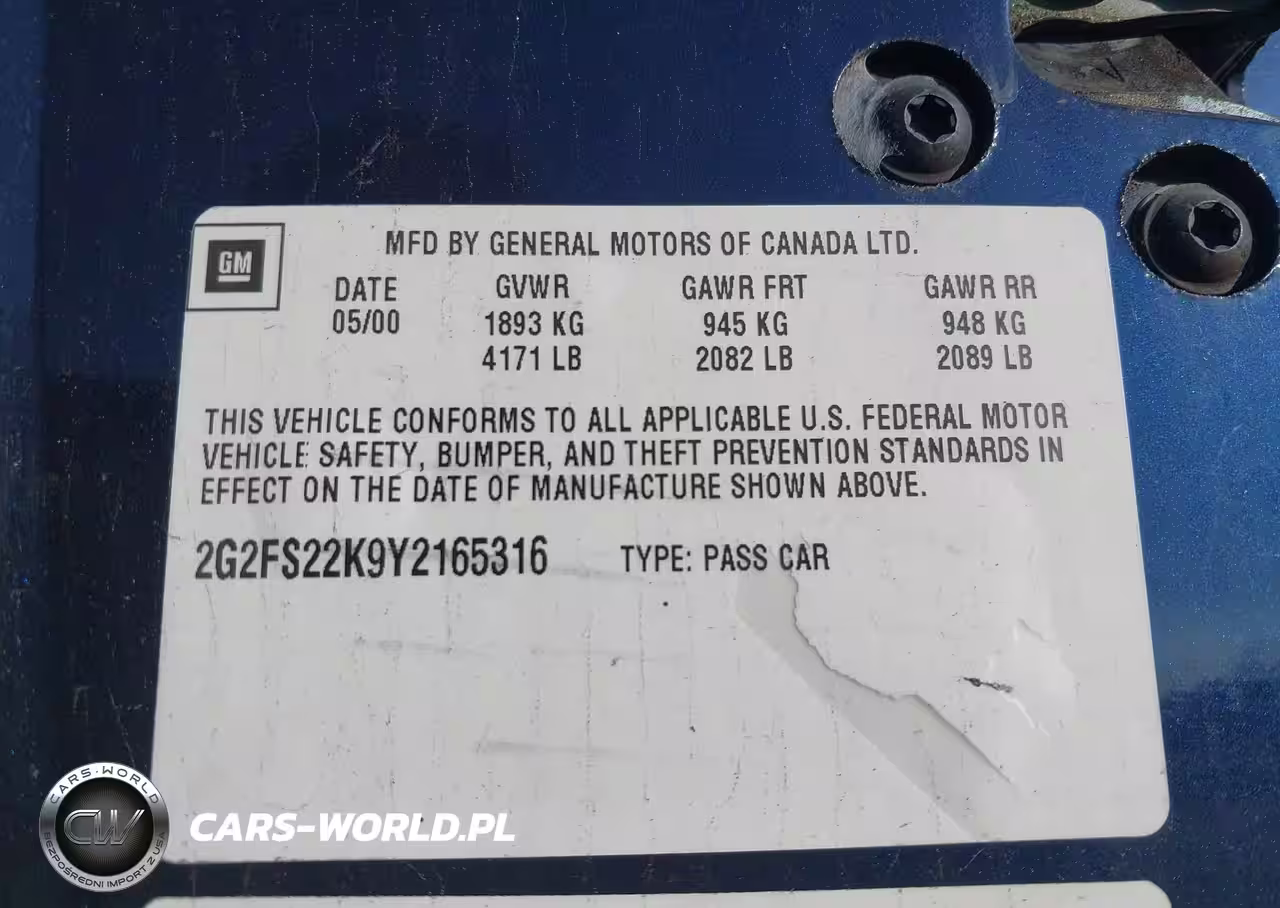 GM
MFD BY GENERAL MOTORS OF CANADA LTD.
DATE GVWR GAWR FRT GAWR RR
05/00 1893 KG 945 KG 948 KG
4171 LB 2082 LB 2089 LB
THIS VEHICLE CONFORMS TO ALL APPLICABLE U.S. FEDERAL MOTOR
VEHICLE SAFETY, BUMPER, AND THEFT PREVENTION STANDARDS IN
EFFECT ON THE DATE OF MANUFACTURE SHOWN ABOVE.
2G2FS22K9Y2165316 TYPE: PASS CAR
CARS-WORLD
CW
BEZPOŚREDNI IMPORT Z USA
CARS-WORLD.PL